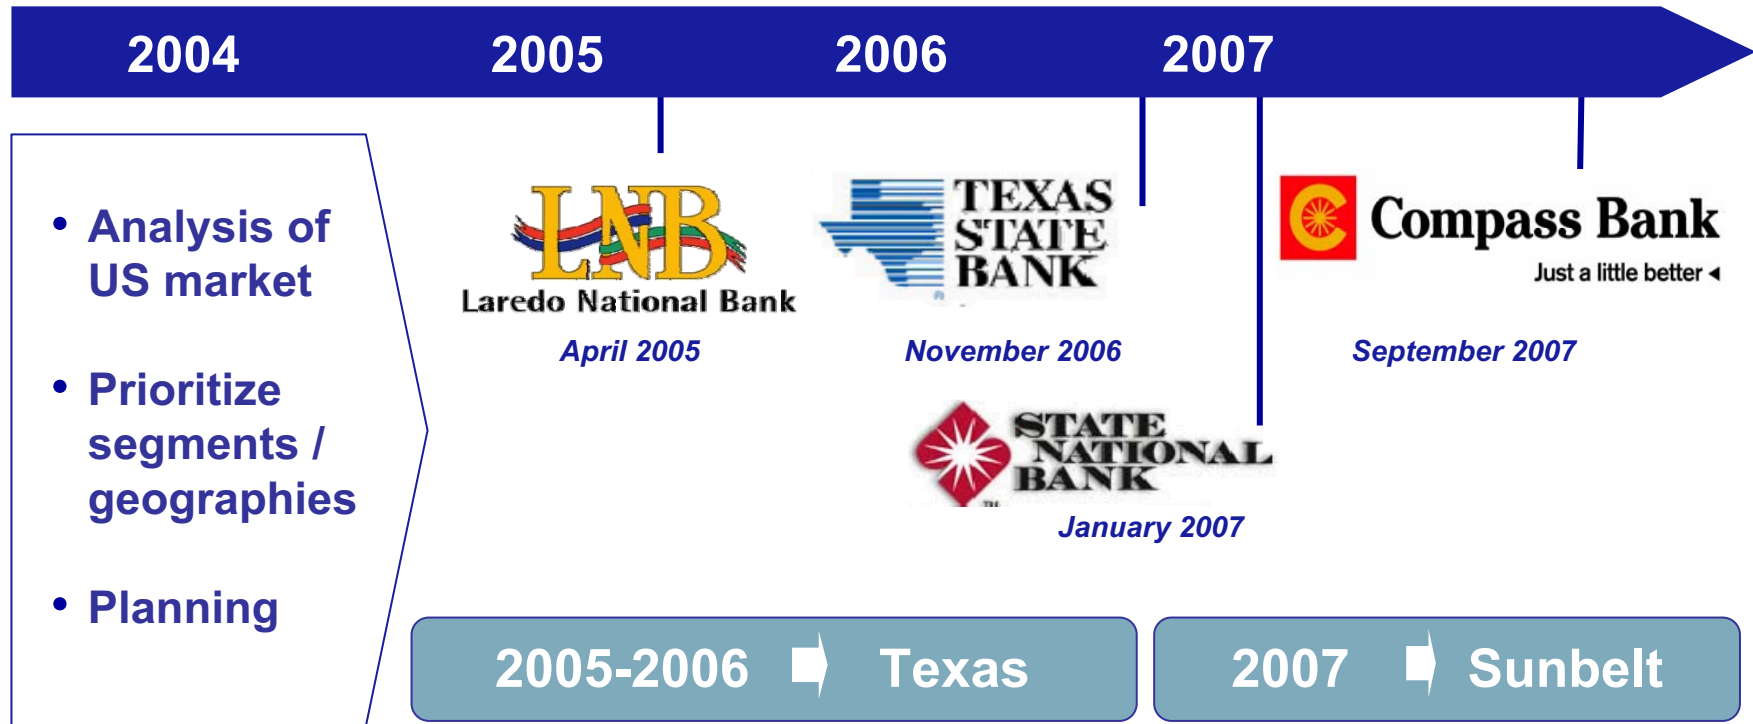 2004 2005 2006 2007
• Analysis of
US market
• Prioritize
segments /
geographies
• Planning
LNB
Laredo National Bank
April 2005
TEXAS
STATE
BANK
®
November 2006
STATE
NATIONAL
BANK
TM
January 2007
C
Compass Bank
Just a little better
September 2007
2005-2006 Texas
2007 Sunbelt